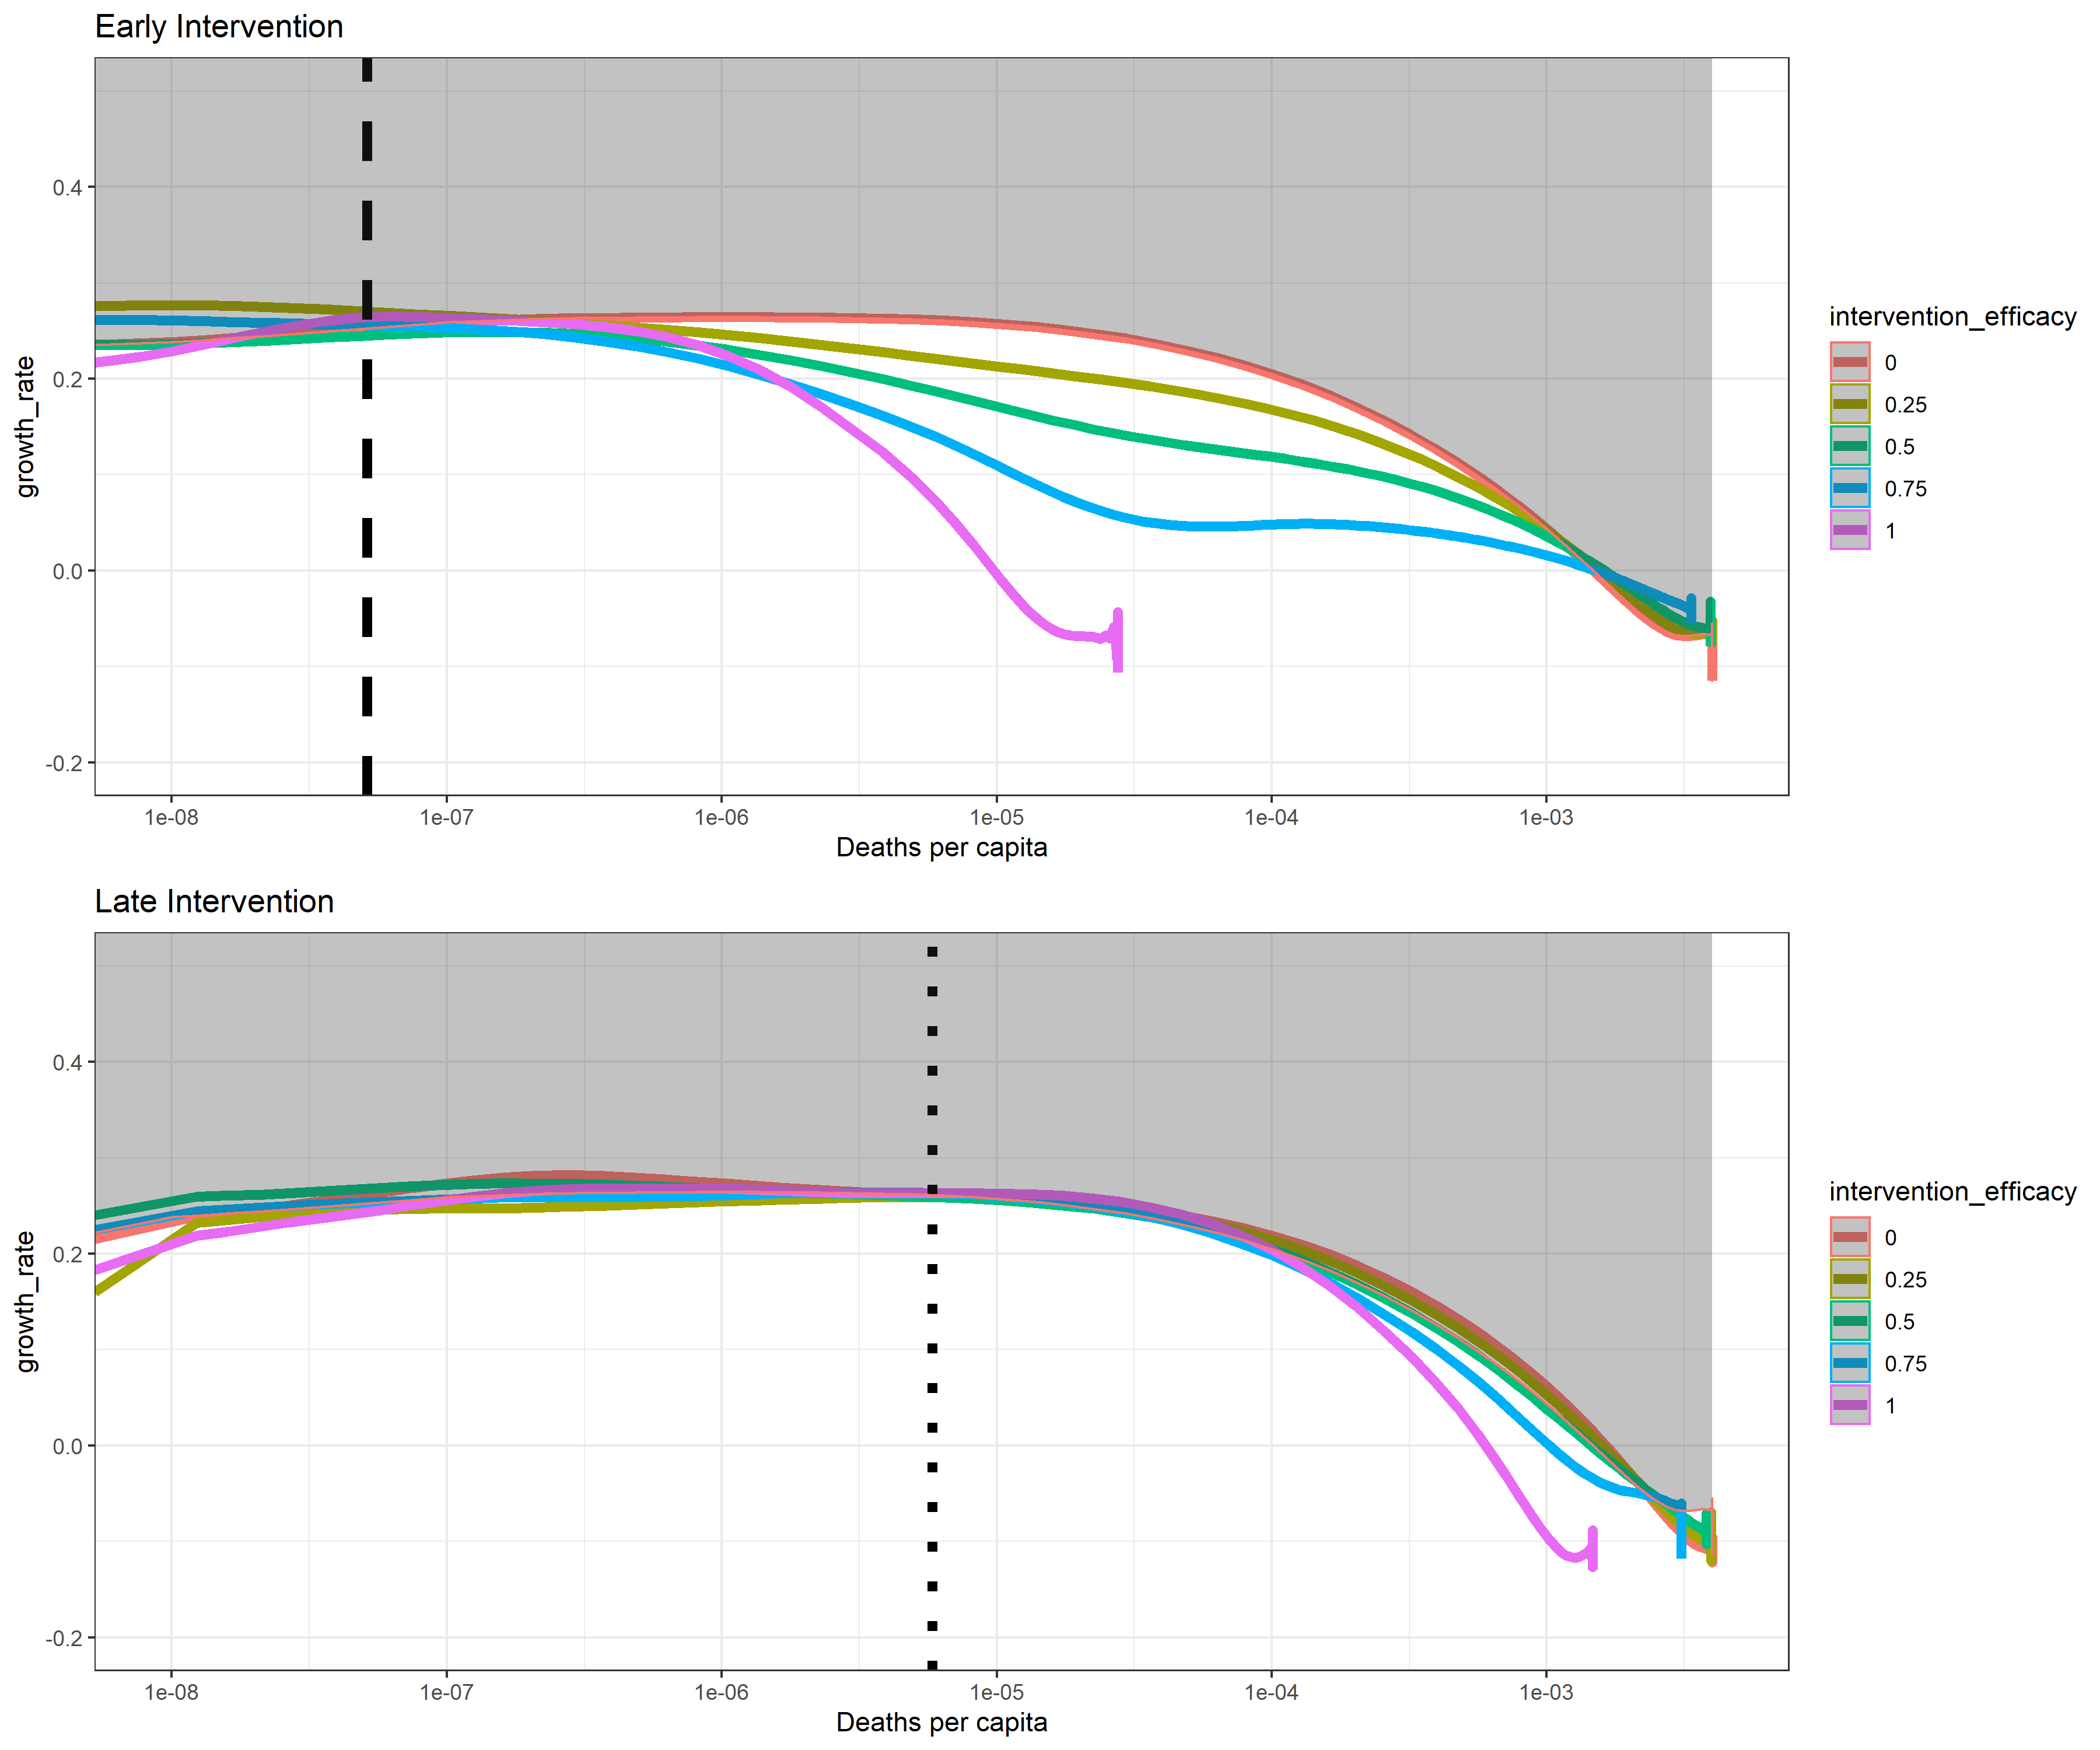 Early Intervention
growth_rate
0.4
0.2
0.0
-0.2
1e-08 1e-07 1e-06 1e-05 1e-04 1e-03
Deaths per capita
intervention_efficacy
0
0.25
0.5
0.75
1
Late Intervention
growth_rate
0.4
0.2
0.0
-0.2
1e-08 1e-07 1e-06 1e-05 1e-04 1e-03
Deaths per capita
intervention_efficacy
0
0.25
0.5
0.75
1